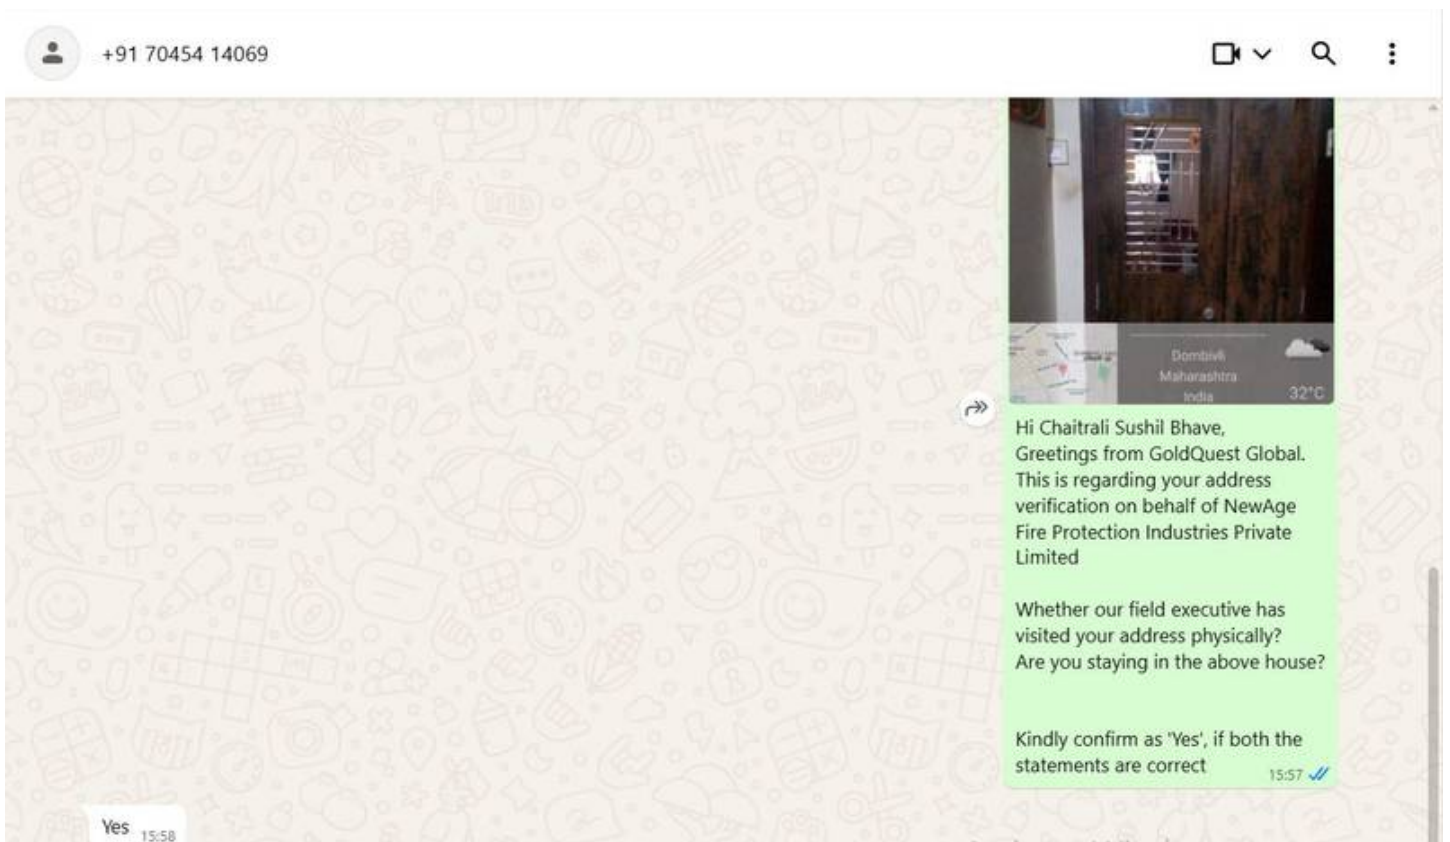 +91 70454 14069
Dombivli
Maharashtra
India
32°C
Hi Chaitrali Sushil Bhave,
Greetings from GoldQuest Global.
This is regarding your address
verification on behalf of NewAge
Fire Protection Industries Private
Limited
Whether our field executive has
visited your address physically?
Are you staying in the above house?
Kindly confirm as 'Yes', if both the
statements are correct
15:57
Yes
15:58